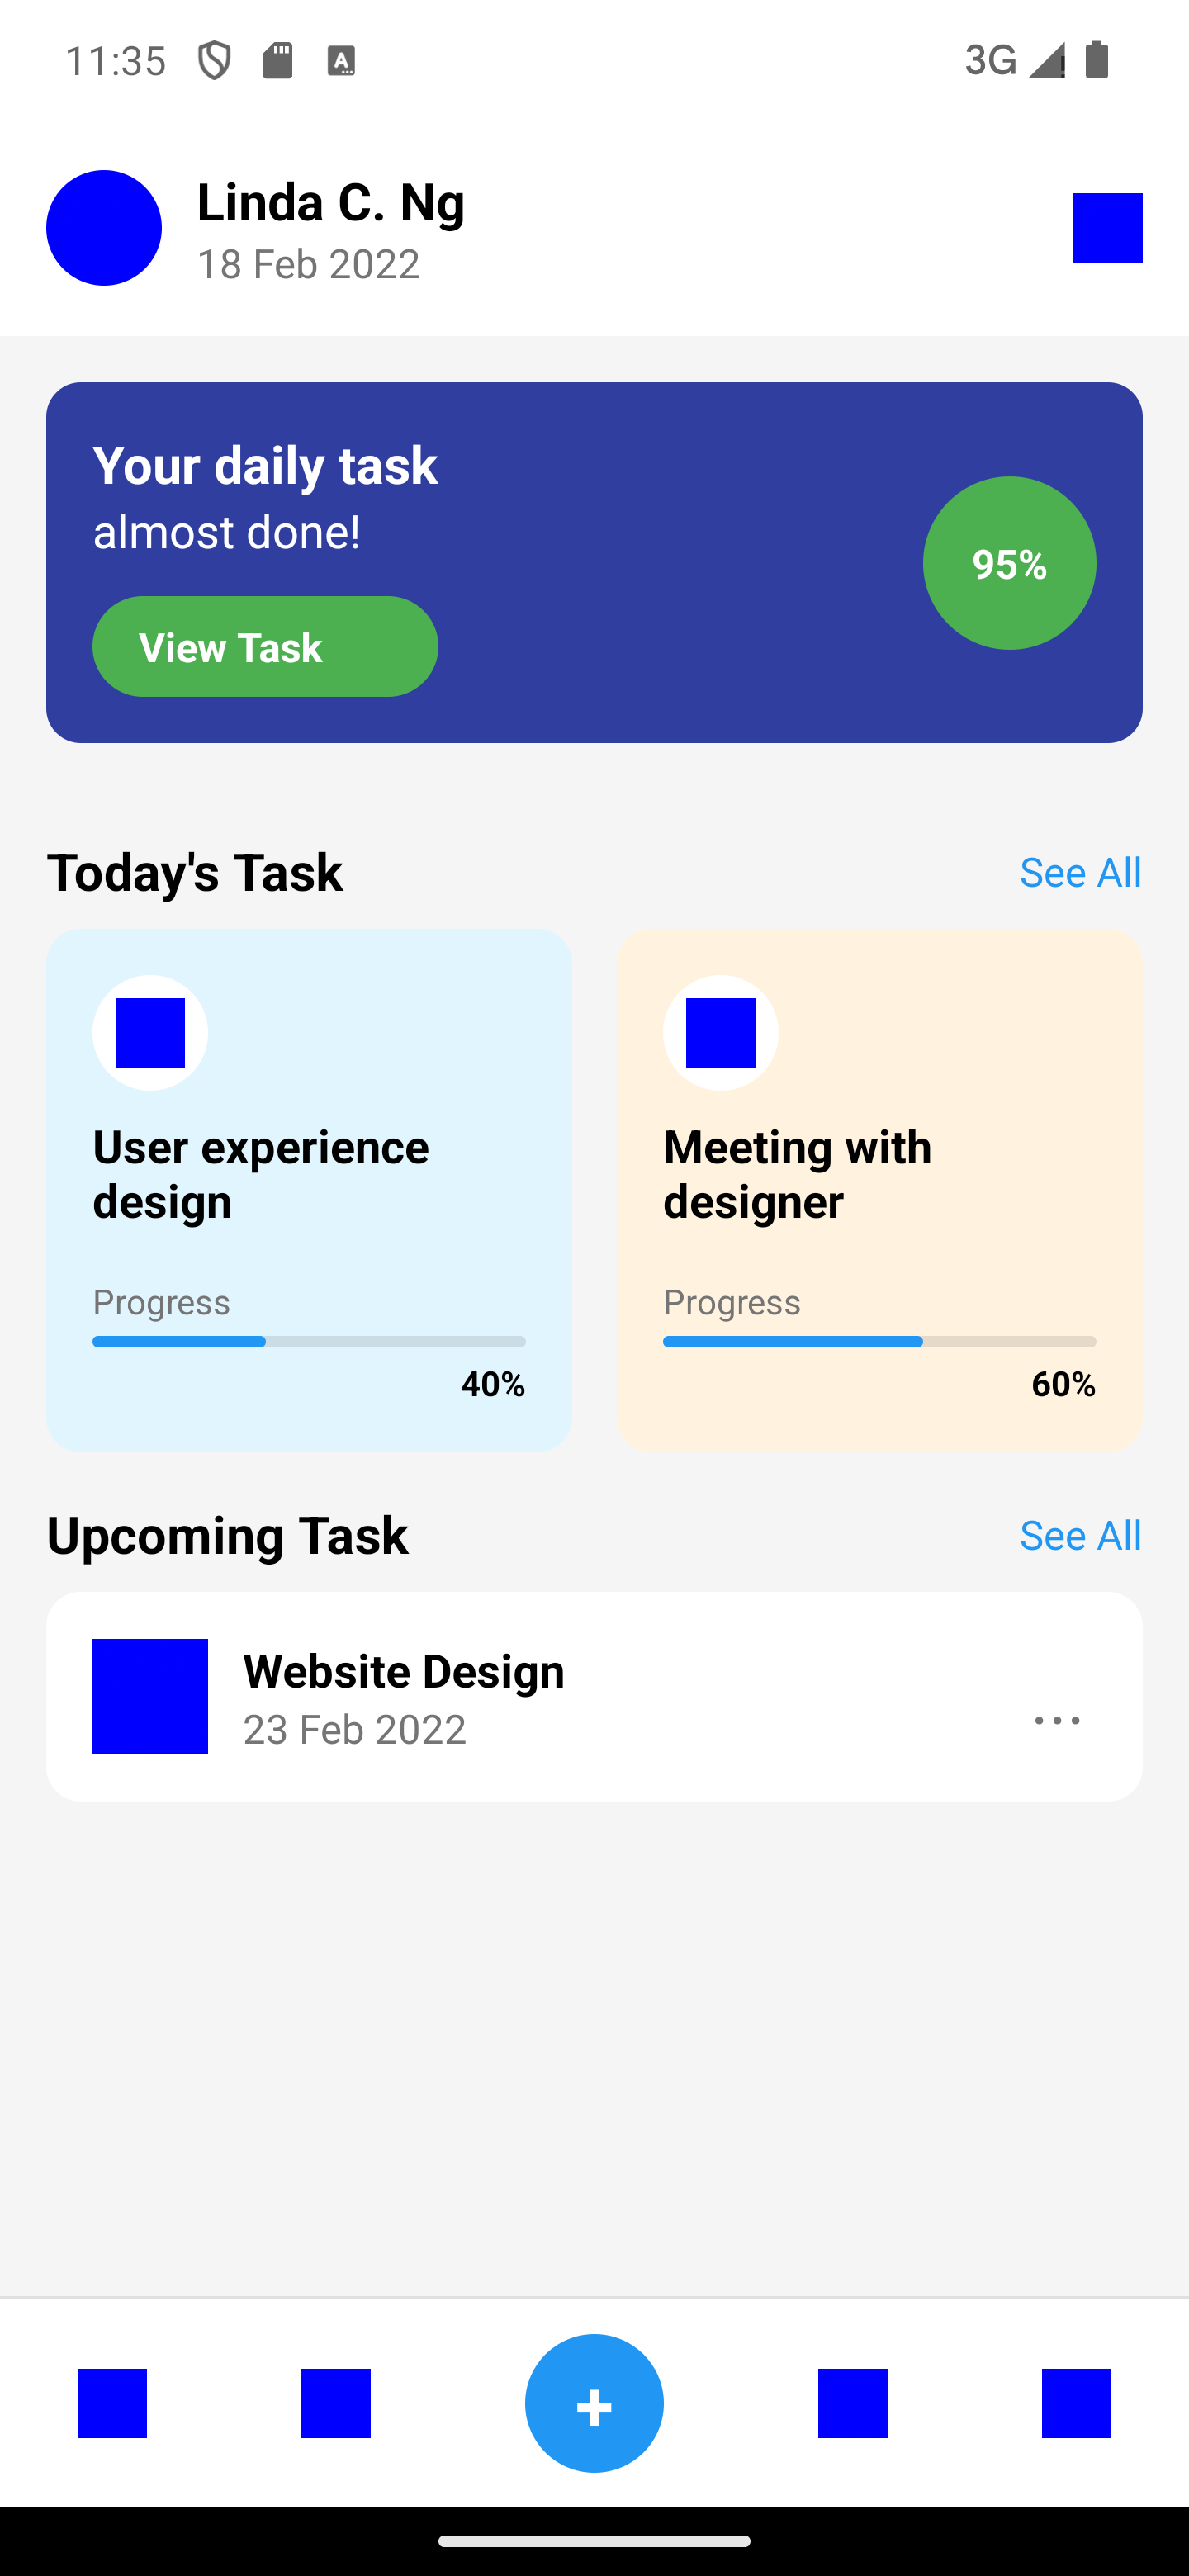 11:35
3G
Linda C. Ng
18 Feb 2022
Your daily task
almost done!
View Task
95%
Today's Task
See All
User experience
design
Progress
40%
Meeting with
designer
Progress
60%
Upcoming Task
See All
Website Design
23 Feb 2022
...
+